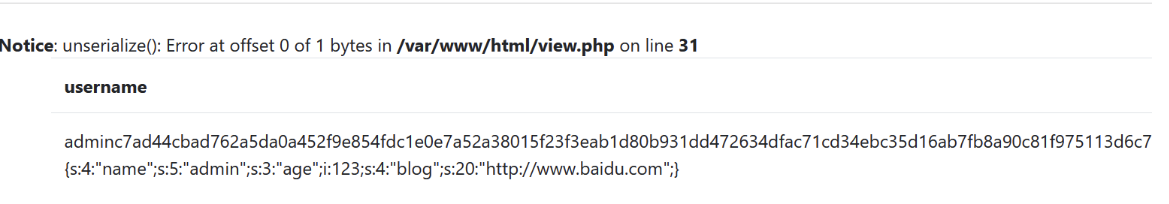 Notice: unserialize(): Error at offset 0 of 1 bytes in /var/www/html/view.php on line 31
username
adminc7ad44cbad762a5da0a452f9e854fdc1e0e7a52a38015f23f3eab1d80b931dd472634dfac71cd34ebc35d16ab7fb8a90c81f975113d6c7
{s:4:"name";s:5:"admin";s:3:"age";i:123;s:4:"blog";s:20:"http://www.baidu.com";}